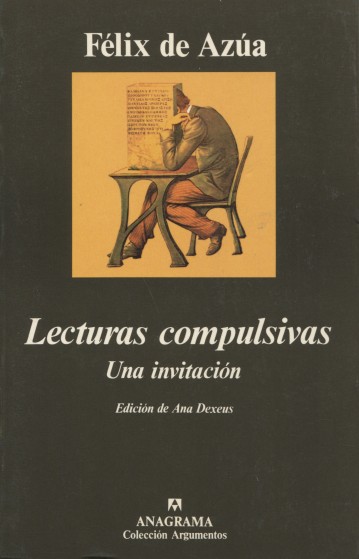 Félix de Azúa
Lecturas compulsivas
Una invitación
Edición de Ana Dexeus
ANAGRAMA
Colección Argumentos